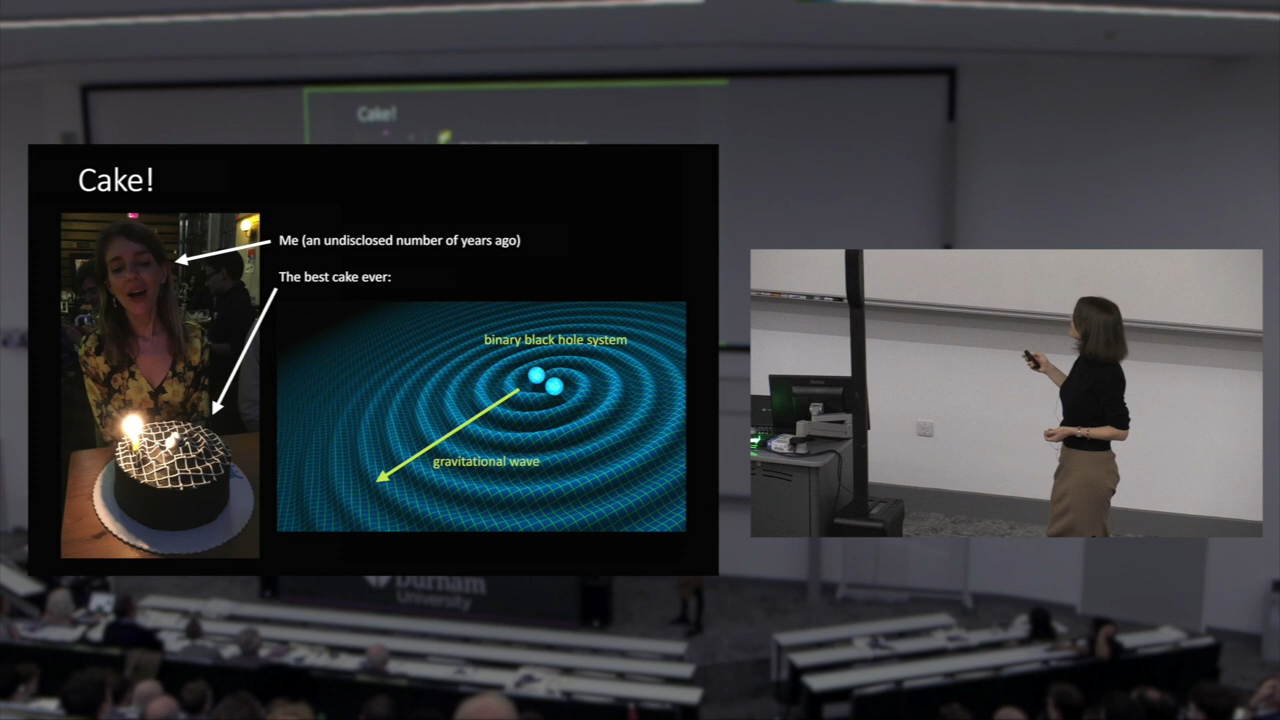 Cake!
Cake!
Me (an undisclosed number of years ago)
The best cake ever:
binary black hole system
gravitational wave
Durham
University